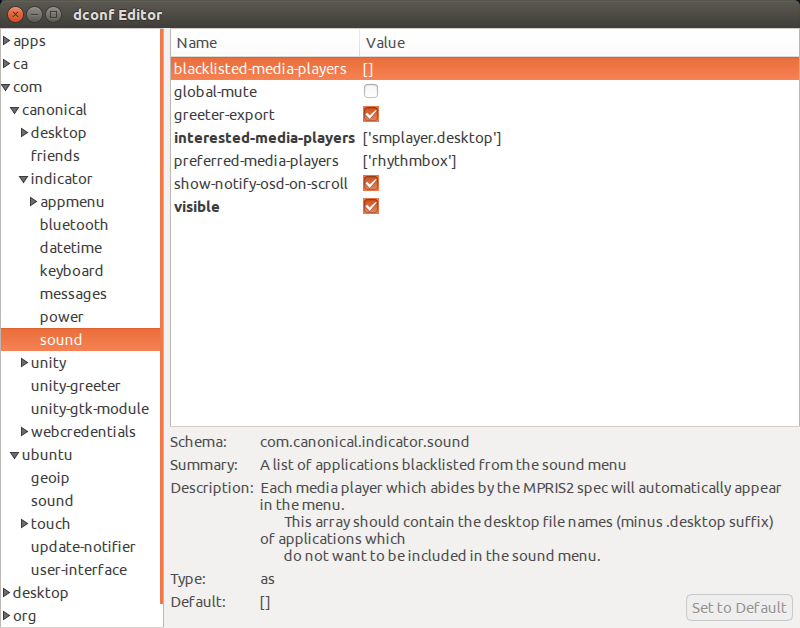 dconf Editor
apps
ca
com
canonical
desktop
friends
indicator
appmenu
bluetooth
datetime
keyboard
messages
power
sound
unity
unity-greeter
unity-gtk-module
webcredentials
ubuntu
geoip
sound
touch
update-notifier
user-interface
desktop
org
Name Value
blacklisted-media-players []
global-mute
greeter-export
interested-media-players ['smplayer.desktop']
preferred-media-players ['rhythmbox']
show-notify-osd-on-scroll
visible
Schema: com.canonical.indicator.sound
Summary: A list of applications blacklisted from the sound menu
Description: Each media player which abides by the MPRIS2 spec will automatically appear
in the menu.
This array should contain the desktop file names (minus .desktop suffix)
of applications which
do not want to be included in the sound menu.
Type: as
Default: []
Set to Default